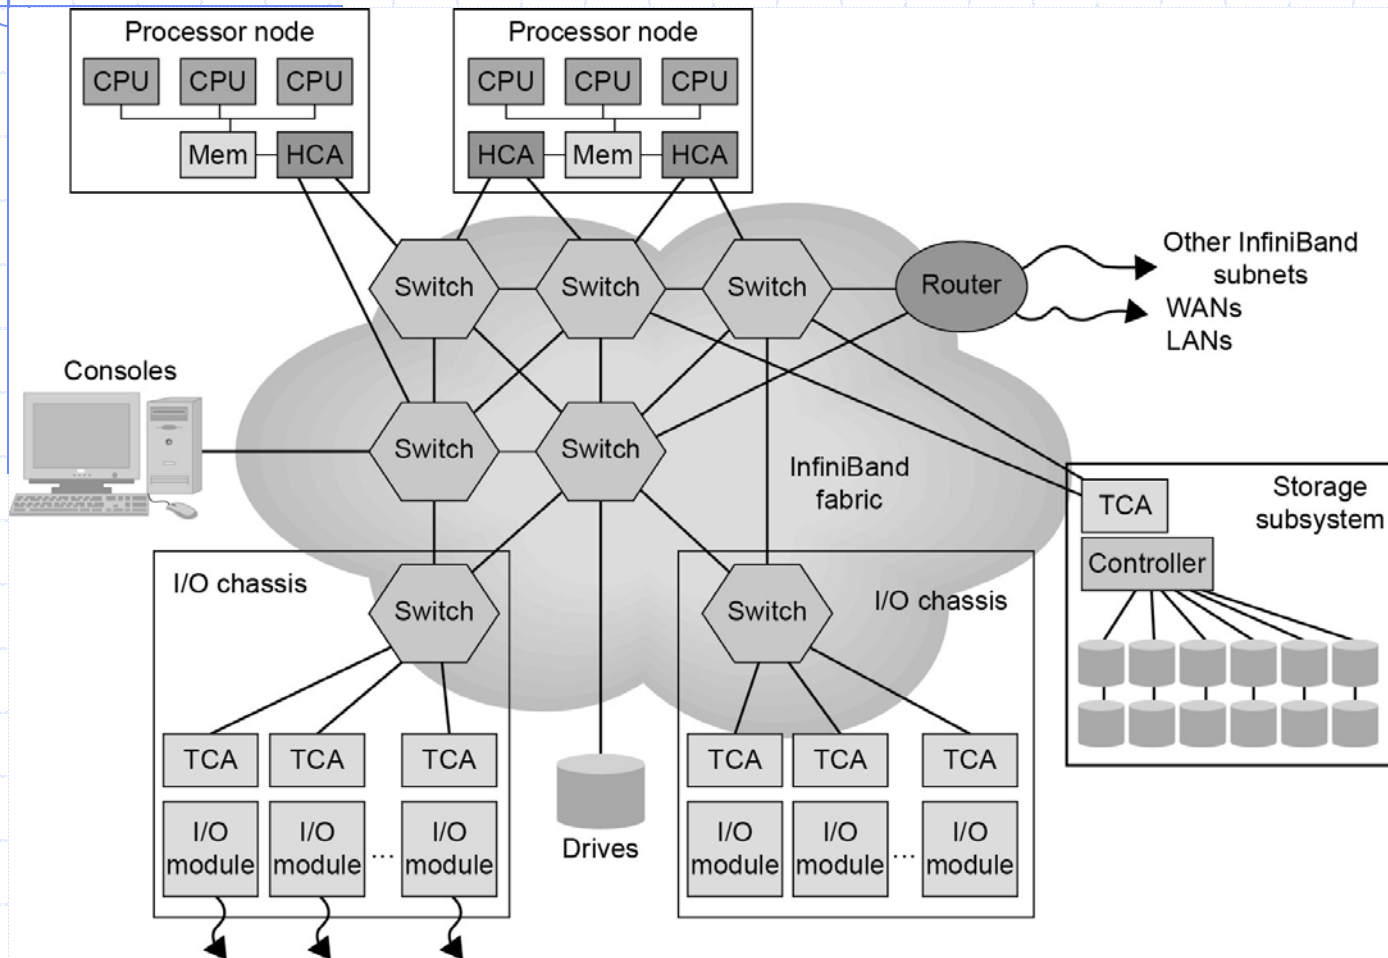 Processor node
Processor node
CPU CPU CPU
CPU CPU CPU
Mem HCA
HCA Mem HCA
Switch Switch Switch Router
Other InfiniBand
subnets
WANs
LANs
Consoles
Switch Switch
InfiniBand
fabric
Storage
subsystem
TCA
Controller
I/O chassis
Switch
Switch
I/O chassis
TCA TCA TCA
TCA TCA TCA
I/O
module
I/O
module
...
I/O
module
Drives
I/O
module
I/O
module
...
I/O
module